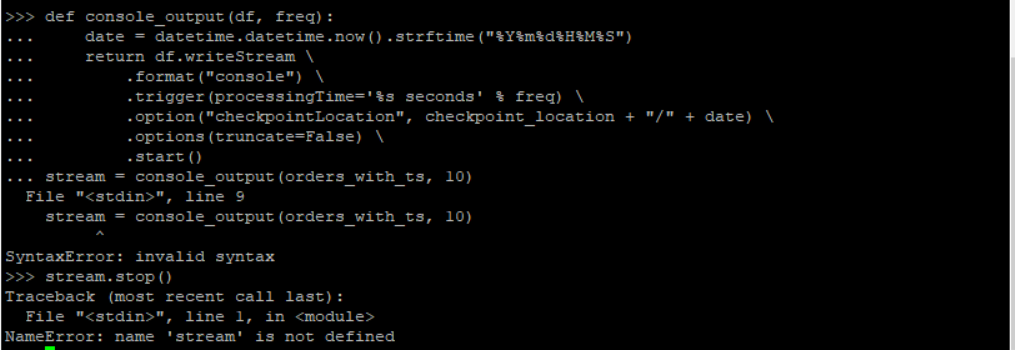 >>> def console_output(df, freq):
...     date = datetime.datetime.now().strftime("%Y%m%d%H%M%S")
...     return df.writeStream \
...         .format("console") \
...         .trigger(processingTime='%s seconds' % freq) \
...         .option("checkpointLocation", checkpoint_location + "/" + date) \
...         .options(truncate=False) \
...         .start()
... stream = console_output(orders_with_ts, 10)
  File "<stdin>", line 9
    stream = console_output(orders_with_ts, 10)
         ^
SyntaxError: invalid syntax
>>> stream.stop()
Traceback (most recent call last):
  File "<stdin>", line 1, in <module>
NameError: name 'stream' is not defined